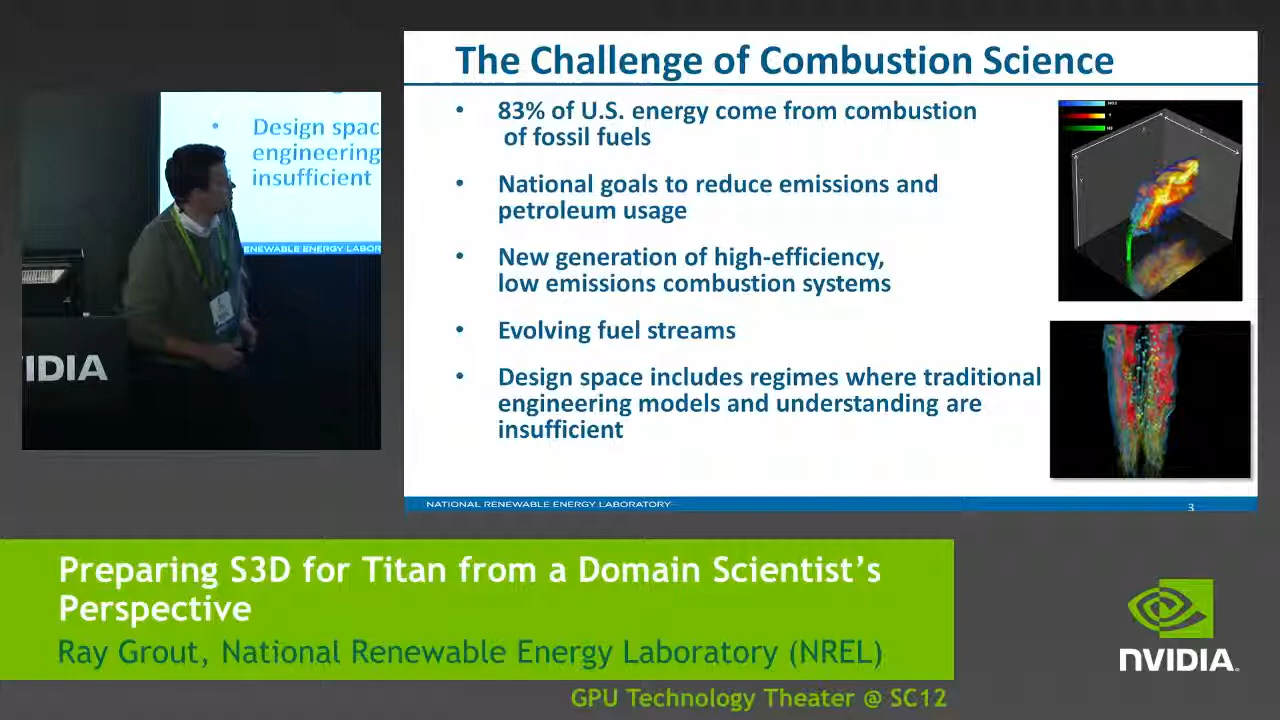 The Challenge of Combustion Science
• 83% of U.S. energy come from combustion
of fossil fuels
• National goals to reduce emissions and
petroleum usage
• New generation of high-efficiency,
low emissions combustion systems
• Evolving fuel streams
• Design space includes regimes where traditional
engineering models and understanding are
insufficient
NATIONAL RENEWABLE ENERGY LABORATORY
3
• Design spac
engineering
insufficient
ENEWABLE ENERGY LABOR
VIDIA
Preparing S3D for Titan from a Domain Scientist's
Perspective
Ray Grout, National Renewable Energy Laboratory (NREL)
GPU Technology Theater @ SC12
NVIDIA.